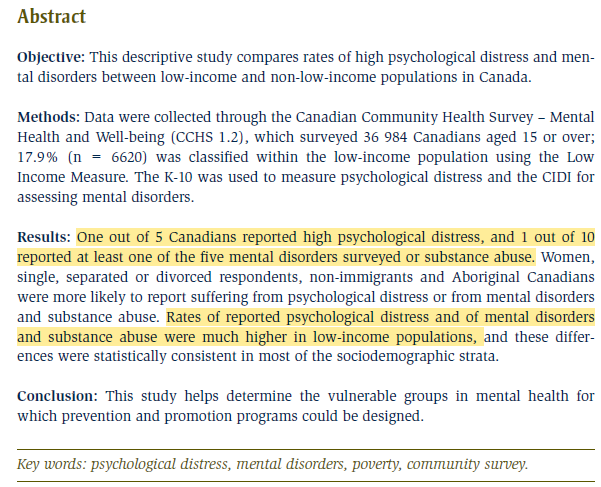 Abstract
Objective: This descriptive study compares rates of high psychological distress and men-
tal disorders between low-income and non-low-income populations in Canada.
Methods: Data were collected through the Canadian Community Health Survey – Mental
Health and Well-being (CCHS 1.2), which surveyed 36 984 Canadians aged 15 or over;
17.9% (n = 6620) was classified within the low-income population using the Low
Income Measure. The K-10 was used to measure psychological distress and the CIDI for
assessing mental disorders.
Results: One out of 5 Canadians reported high psychological distress, and 1 out of 10
reported at least one of the five mental disorders surveyed or substance abuse. Women,
single, separated or divorced respondents, non-immigrants and Aboriginal Canadians
were more likely to report suffering from psychological distress or from mental disorders
and substance abuse. Rates of reported psychological distress and of mental disorders
and substance abuse were much higher in low-income populations, and these differ-
ences were statistically consistent in most of the sociodemographic strata.
Conclusion: This study helps determine the vulnerable groups in mental health for
which prevention and promotion programs could be designed.
Key words: psychological distress, mental disorders, poverty, community survey.